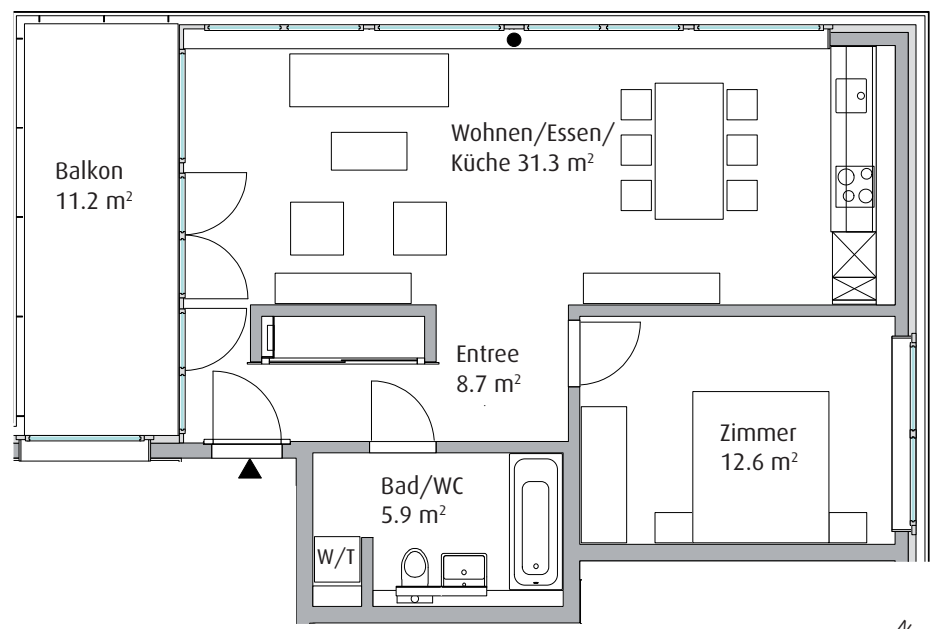 Balkon
11.2 m²
Wohnen/Essen/
Küche 31.3 m²
Entree
8.7 m²
Zimmer
12.6 m²
Bad/WC
5.9 m²
W/T